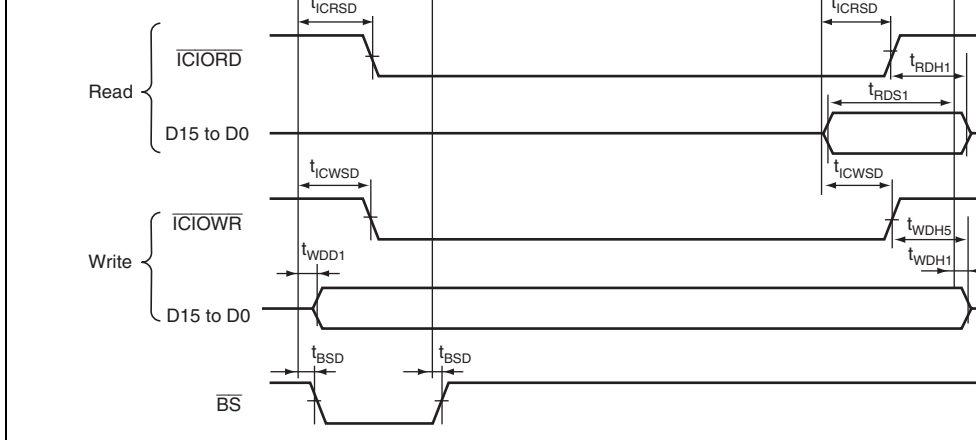 tICRSD tICRSD
ICIORD
tRDH1
Read
tRDS1
D15 to D0
tICWSD tICWSD
ICIOWR
tWDH5
tWDD1
tWDH1
Write
D15 to D0
tBSD tBSD
BS